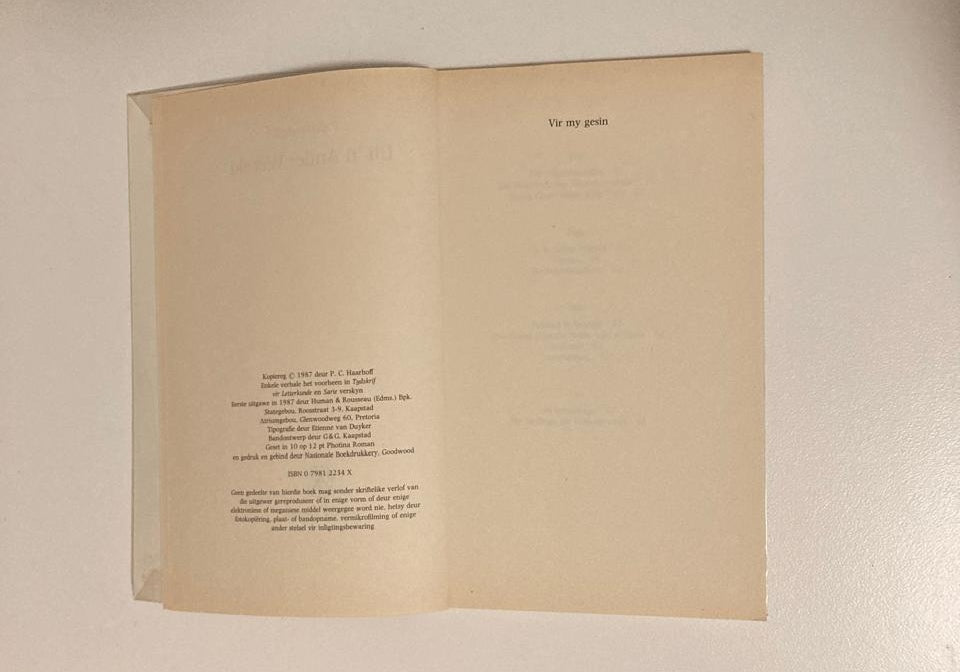 Kopiereg © 1987 deur P. C. Haarhoff
Enkele verhale het voorheen in Tydskrif
vir Letterkunde en Sarie verskyn
Eerste uitgawe in 1987 deur Human & Rousseau (Edms.) Bpk.
Stategebou, Roosstraat 3-9, Kaapstad
Atriumgebou, Glenwoodweg 60, Pretoria
Tipografie deur Etienne van Duyker
Bandontwerp deur G&G, Kaapstad
Geset in 10 op 12 pt Photina Roman
en gedruk en gebind deur Nasionale Boekdrukkery, Goodwood
ISBN 0 7981 2234 X
Geen gedeelte van hierdie boek mag sonder skriftelike verlof van
die uitgewer gereproduseer of in enige vorm of deur enige
elektroniese of meganiese middel weergegee word nie, hetsy deur
fotokopiëring, plaat- of bandopname, vermikrofilming of enige
ander stelsel vir inligtingsbewaring
Vir my gesin